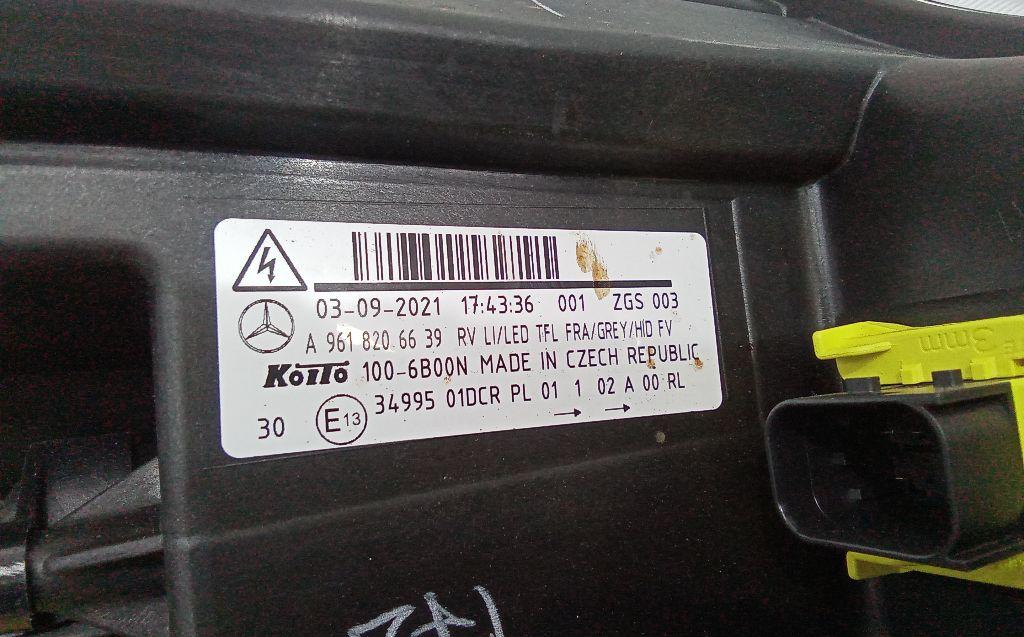 03-09-2021 17:43:36 001 ZGS 003
A 961 820 66 39 RV LI/LED TFL FRA/GREY/HID FV
KOITO 100-6B00N MADE IN CZECH REPUBLIC
30 E13 34995 01DCR PL 01 1 02 A 00 RL
3mm